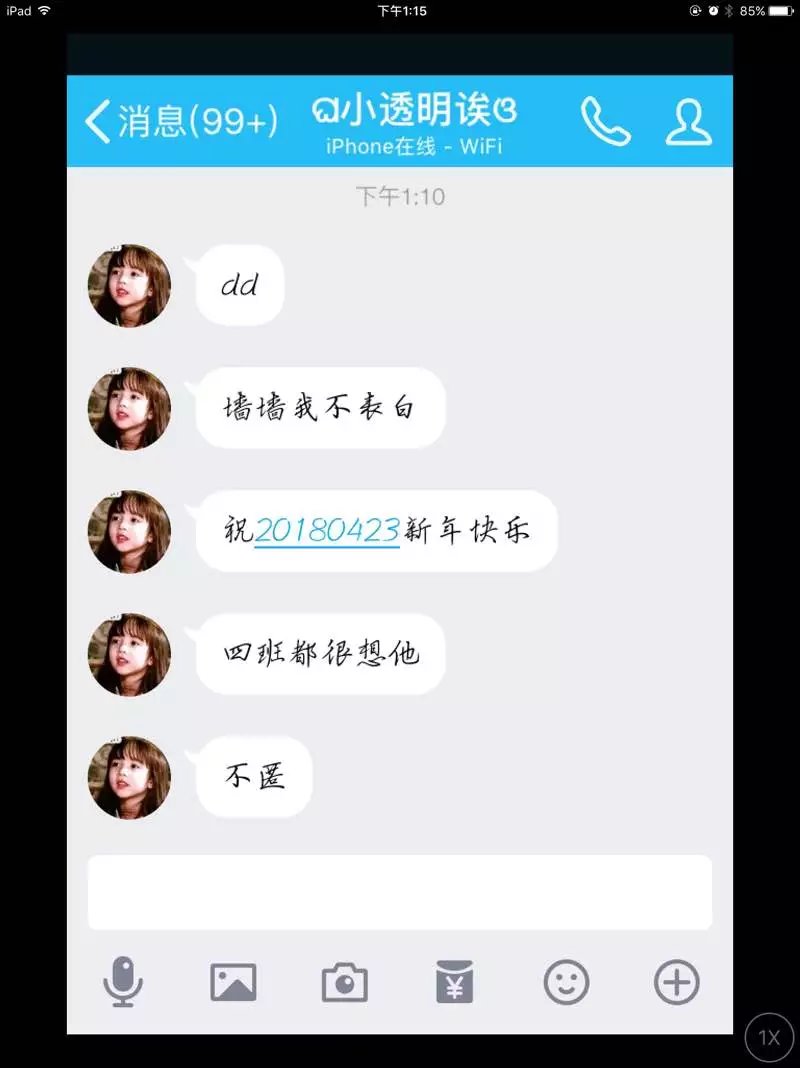 iPad 下午1:15 85%
消息(99+) ღ小透明诶ও
iPhone在线 - WiFi
下午1:10
dd
墙墙我不表白
祝20180423新年快乐
四班都很想他
不匿
1X